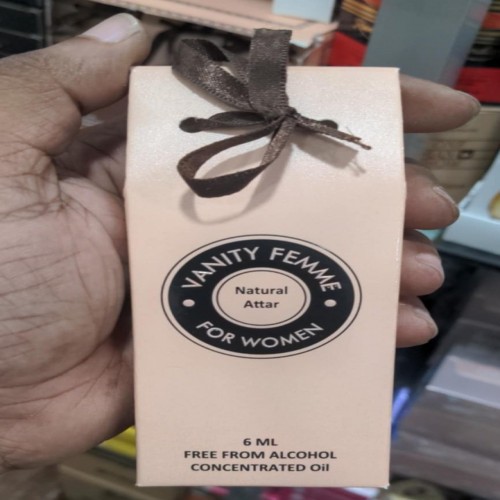 VANITY FEMME
Natural
Attar
FOR WOMEN
6 ML
FREE FROM ALCOHOL
CONCENTRATED Oil